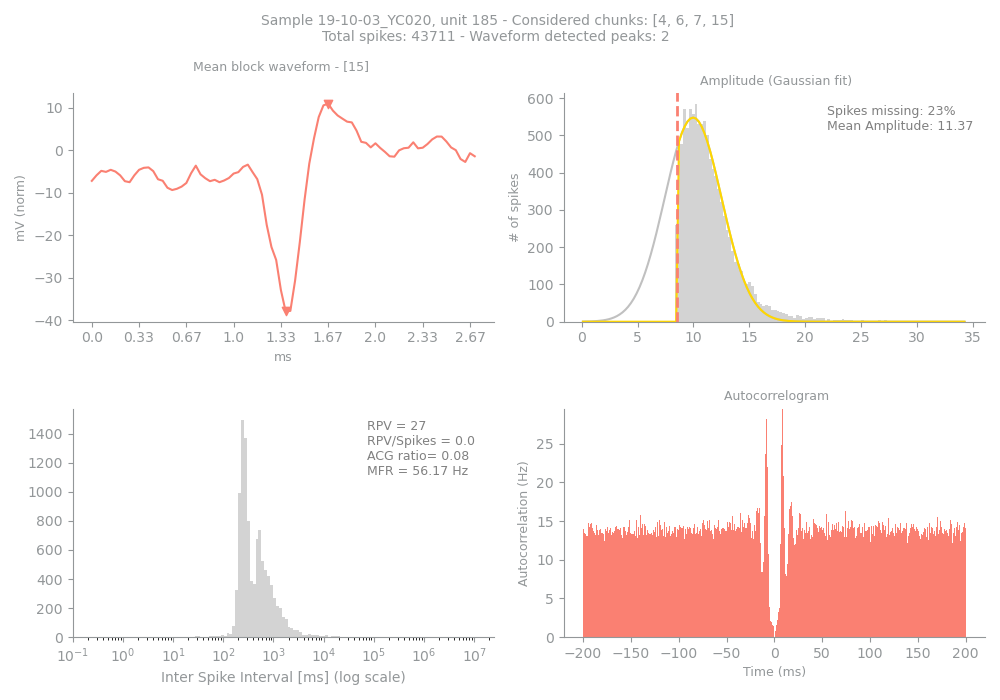 Sample 19-10-03_YC020, unit 185 - Considered chunks: [4, 6, 7, 15]
Total spikes: 43711 - Waveform detected peaks: 2
Mean block waveform - [15]
10
0
−10
−20
−30
−40
mV (norm)
0.0 0.33 0.67 1.0 1.33 1.67 2.0 2.33 2.67
ms
Amplitude (Gaussian fit)
Spikes missing: 23%
Mean Amplitude: 11.37
600
500
400
300
200
100
0
# of spikes
0 5 10 15 20 25 30 35
RPV = 27
RPV/Spikes = 0.0
ACG ratio= 0.08
MFR = 56.17 Hz
1400
1200
1000
800
600
400
200
0
10⁻¹ 10⁰ 10¹ 10² 10³ 10⁴ 10⁵ 10⁶ 10⁷
Inter Spike Interval [ms] (log scale)
Autocorrelogram
25
20
15
10
5
0
Autocorrelation (Hz)
−200 −150 −100 −50 0 50 100 150 200
Time (ms)